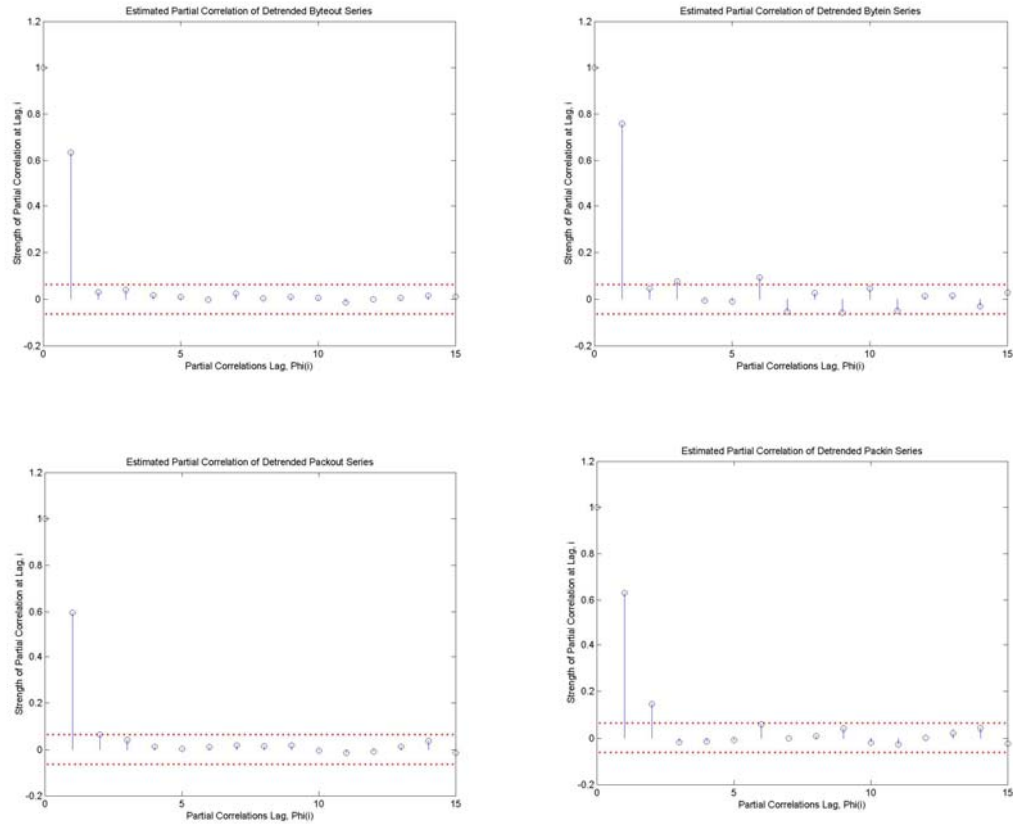 Estimated Partial Correlation of Detrended Byteout Series
1.2
1
0.8
0.6
0.4
0.2
0
-0.2
Strength of Partial Correlation at Lag, i
0 5 10 15
Partial Correlations Lag, Phi(i)
Estimated Partial Correlation of Detrended Bytein Series
1.2
1
0.8
0.6
0.4
0.2
0
-0.2
Strength of Partial Correlation at Lag, i
0 5 10 15
Partial Correlations Lag, Phi(i)
Estimated Partial Correlation of Detrended Packout Series
1.2
1
0.8
0.6
0.4
0.2
0
-0.2
Strength of Partial Correlation at Lag, i
0 5 10 15
Partial Correlations Lag, Phi(i)
Estimated Partial Correlation of Detrended Packin Series
1.2
1
0.8
0.6
0.4
0.2
0
-0.2
Strength of Partial Correlation at Lag, i
0 5 10 15
Partial Correlations Lag, Phi(i)